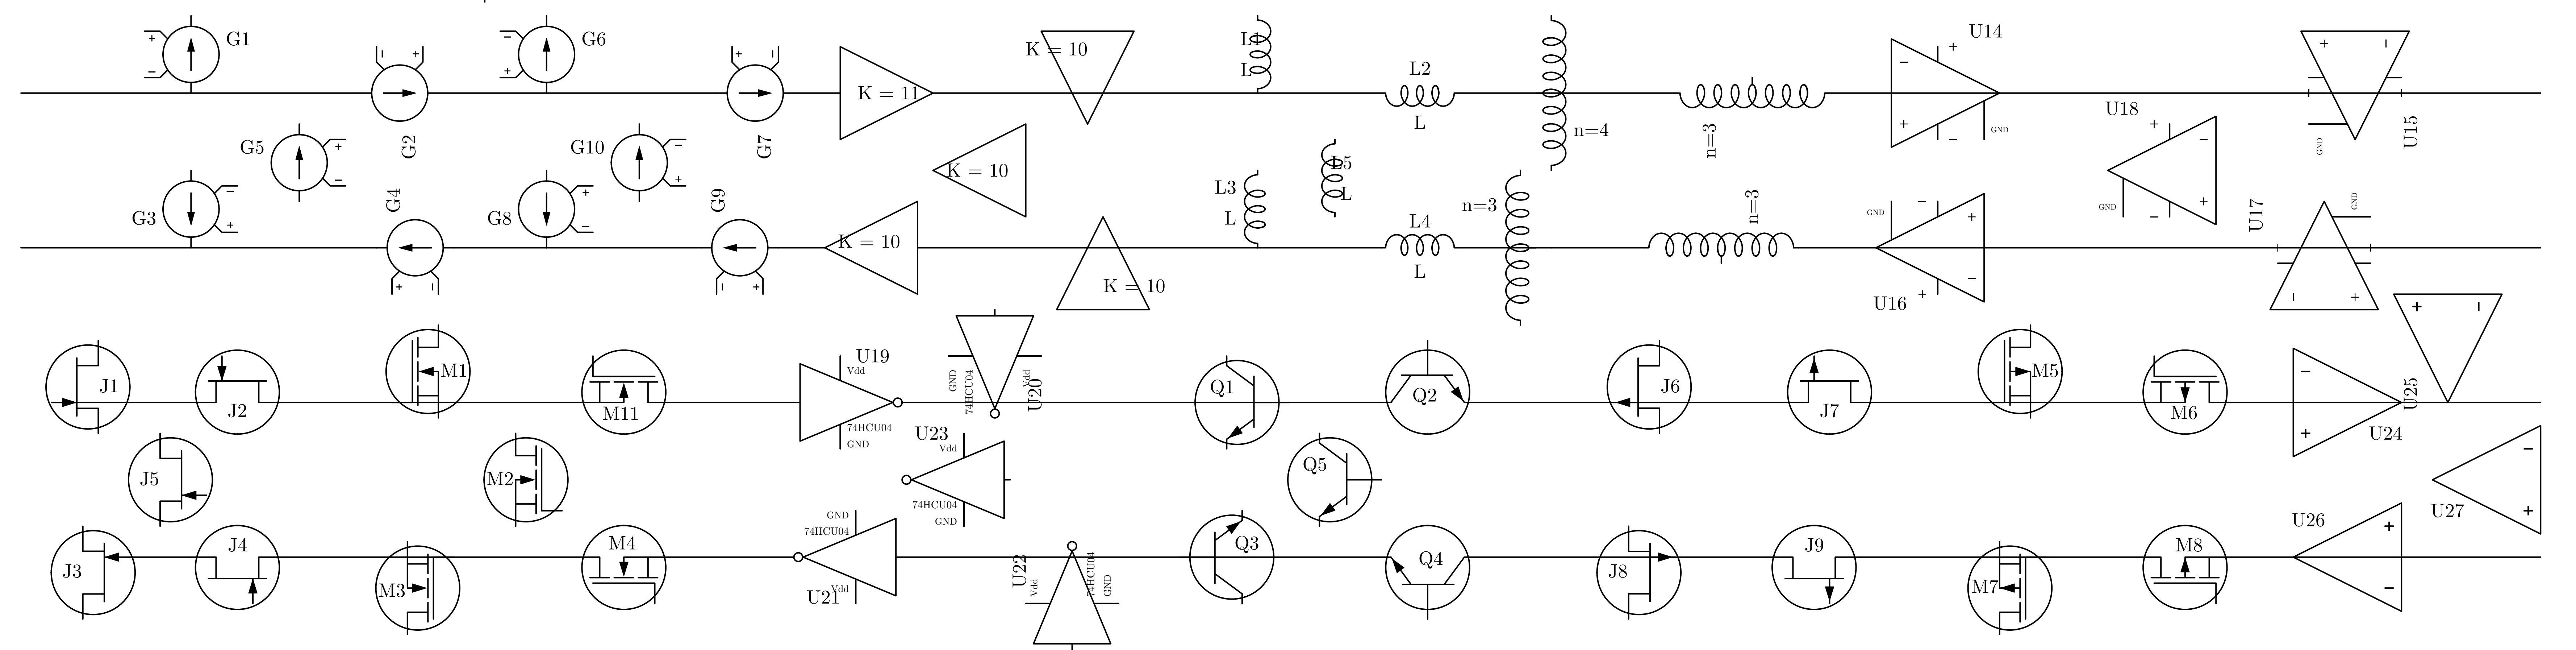 G1
G6
L1
L
L2
L
U14
+
−
+
−
GND
+
−
GND
U15
G2
G7
K = 11
K = 10
n=4
n=3
U18
+
−
GND
−
+
G5
G10
K = 10
L5
L
G3
G4
G8
G9
K = 10
K = 10
L3
L
L4
L
n=3
n=3
GND
−
+
−
U16
+
U17
GND
−
+
J1
J2
M1
M11
U19
Vdd
74HCU04
GND
GND
74HCU04
Vdd
U20
Q1
Q2
J6
J7
M5
M6
−
+
U24
U25
+
−
J5
M2
U23
Vdd
74HCU04
GND
Q5
−
+
U27
J3
J4
M3
M4
GND
74HCU04
Vdd
U21
U22
Vdd
74HCU04
GND
Q3
Q4
J8
J9
M7
M8
U26
+
−